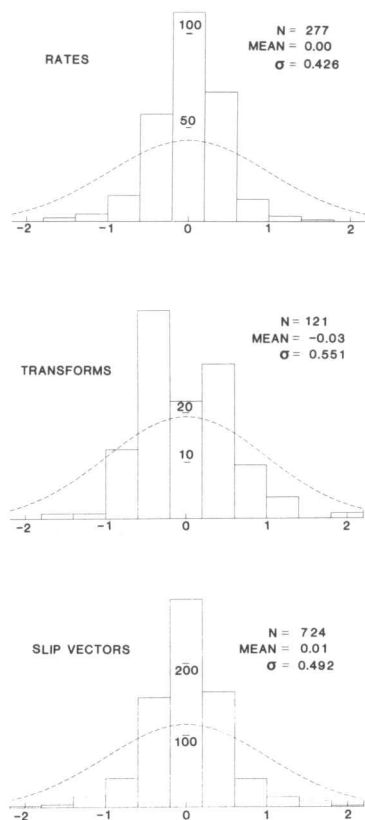 100
N = 277
MEAN = 0.00
σ = 0.426
RATES
50
-2 -1 0 1 2
N = 121
MEAN = -0.03
σ = 0.551
TRANSFORMS
20
10
-2 -1 0 1 2
N = 724
MEAN = 0.01
σ = 0.492
SLIP VECTORS
200
100
-2 -1 0 1 2